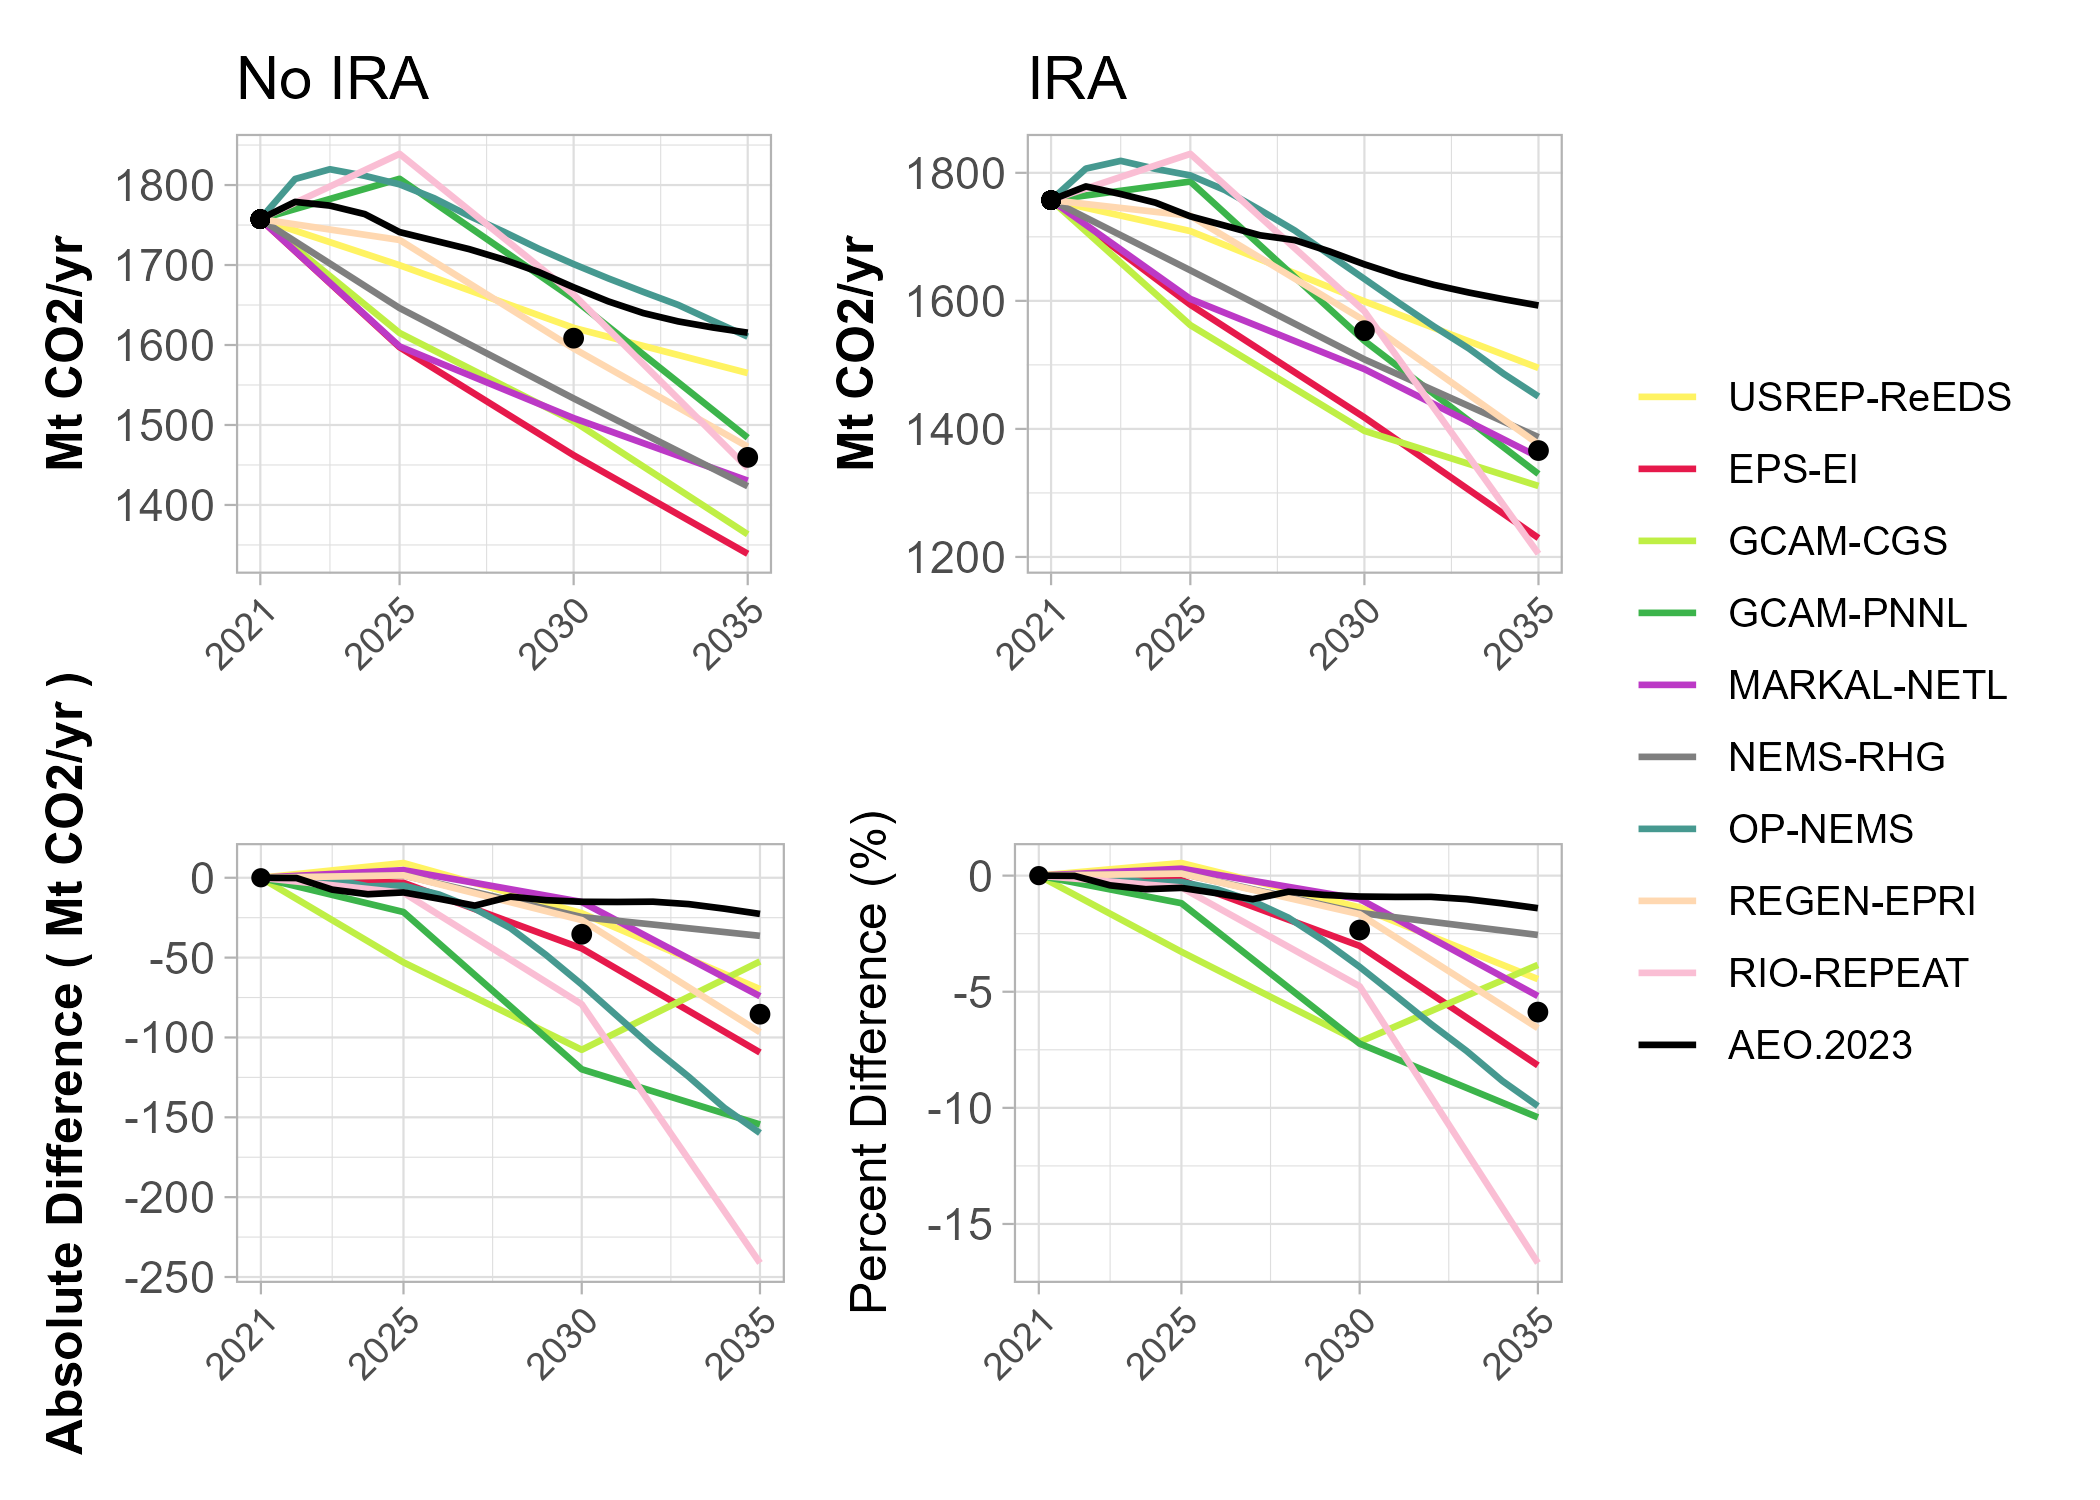 No IRA
Mt CO2/yr
1800
1700
1600
1500
1400
2021
2025
2030
2035
IRA
Mt CO2/yr
1800
1600
1400
1200
2021
2025
2030
2035
Absolute Difference ( Mt CO2/yr )
0
-50
-100
-150
-200
-250
2021
2025
2030
2035
Percent Difference (%)
0
-5
-10
-15
2021
2025
2030
2035
USREP-ReEDS
EPS-EI
GCAM-CGS
GCAM-PNNL
MARKAL-NETL
NEMS-RHG
OP-NEMS
REGEN-EPRI
RIO-REPEAT
AEO.2023